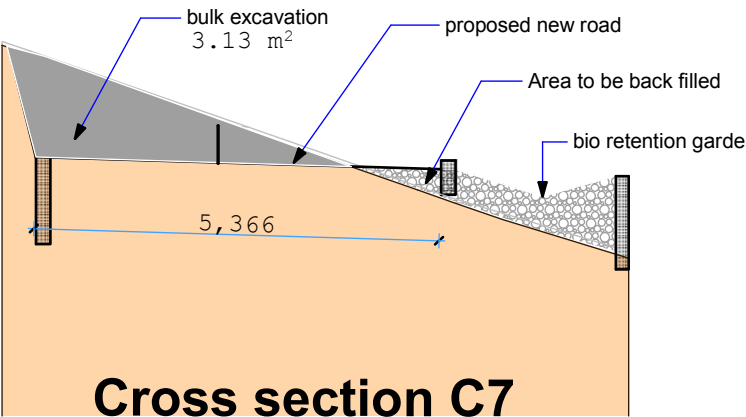 bulk excavation
3.13 m²
proposed new road
Area to be back filled
bio retention garde
5,366
Cross section C7